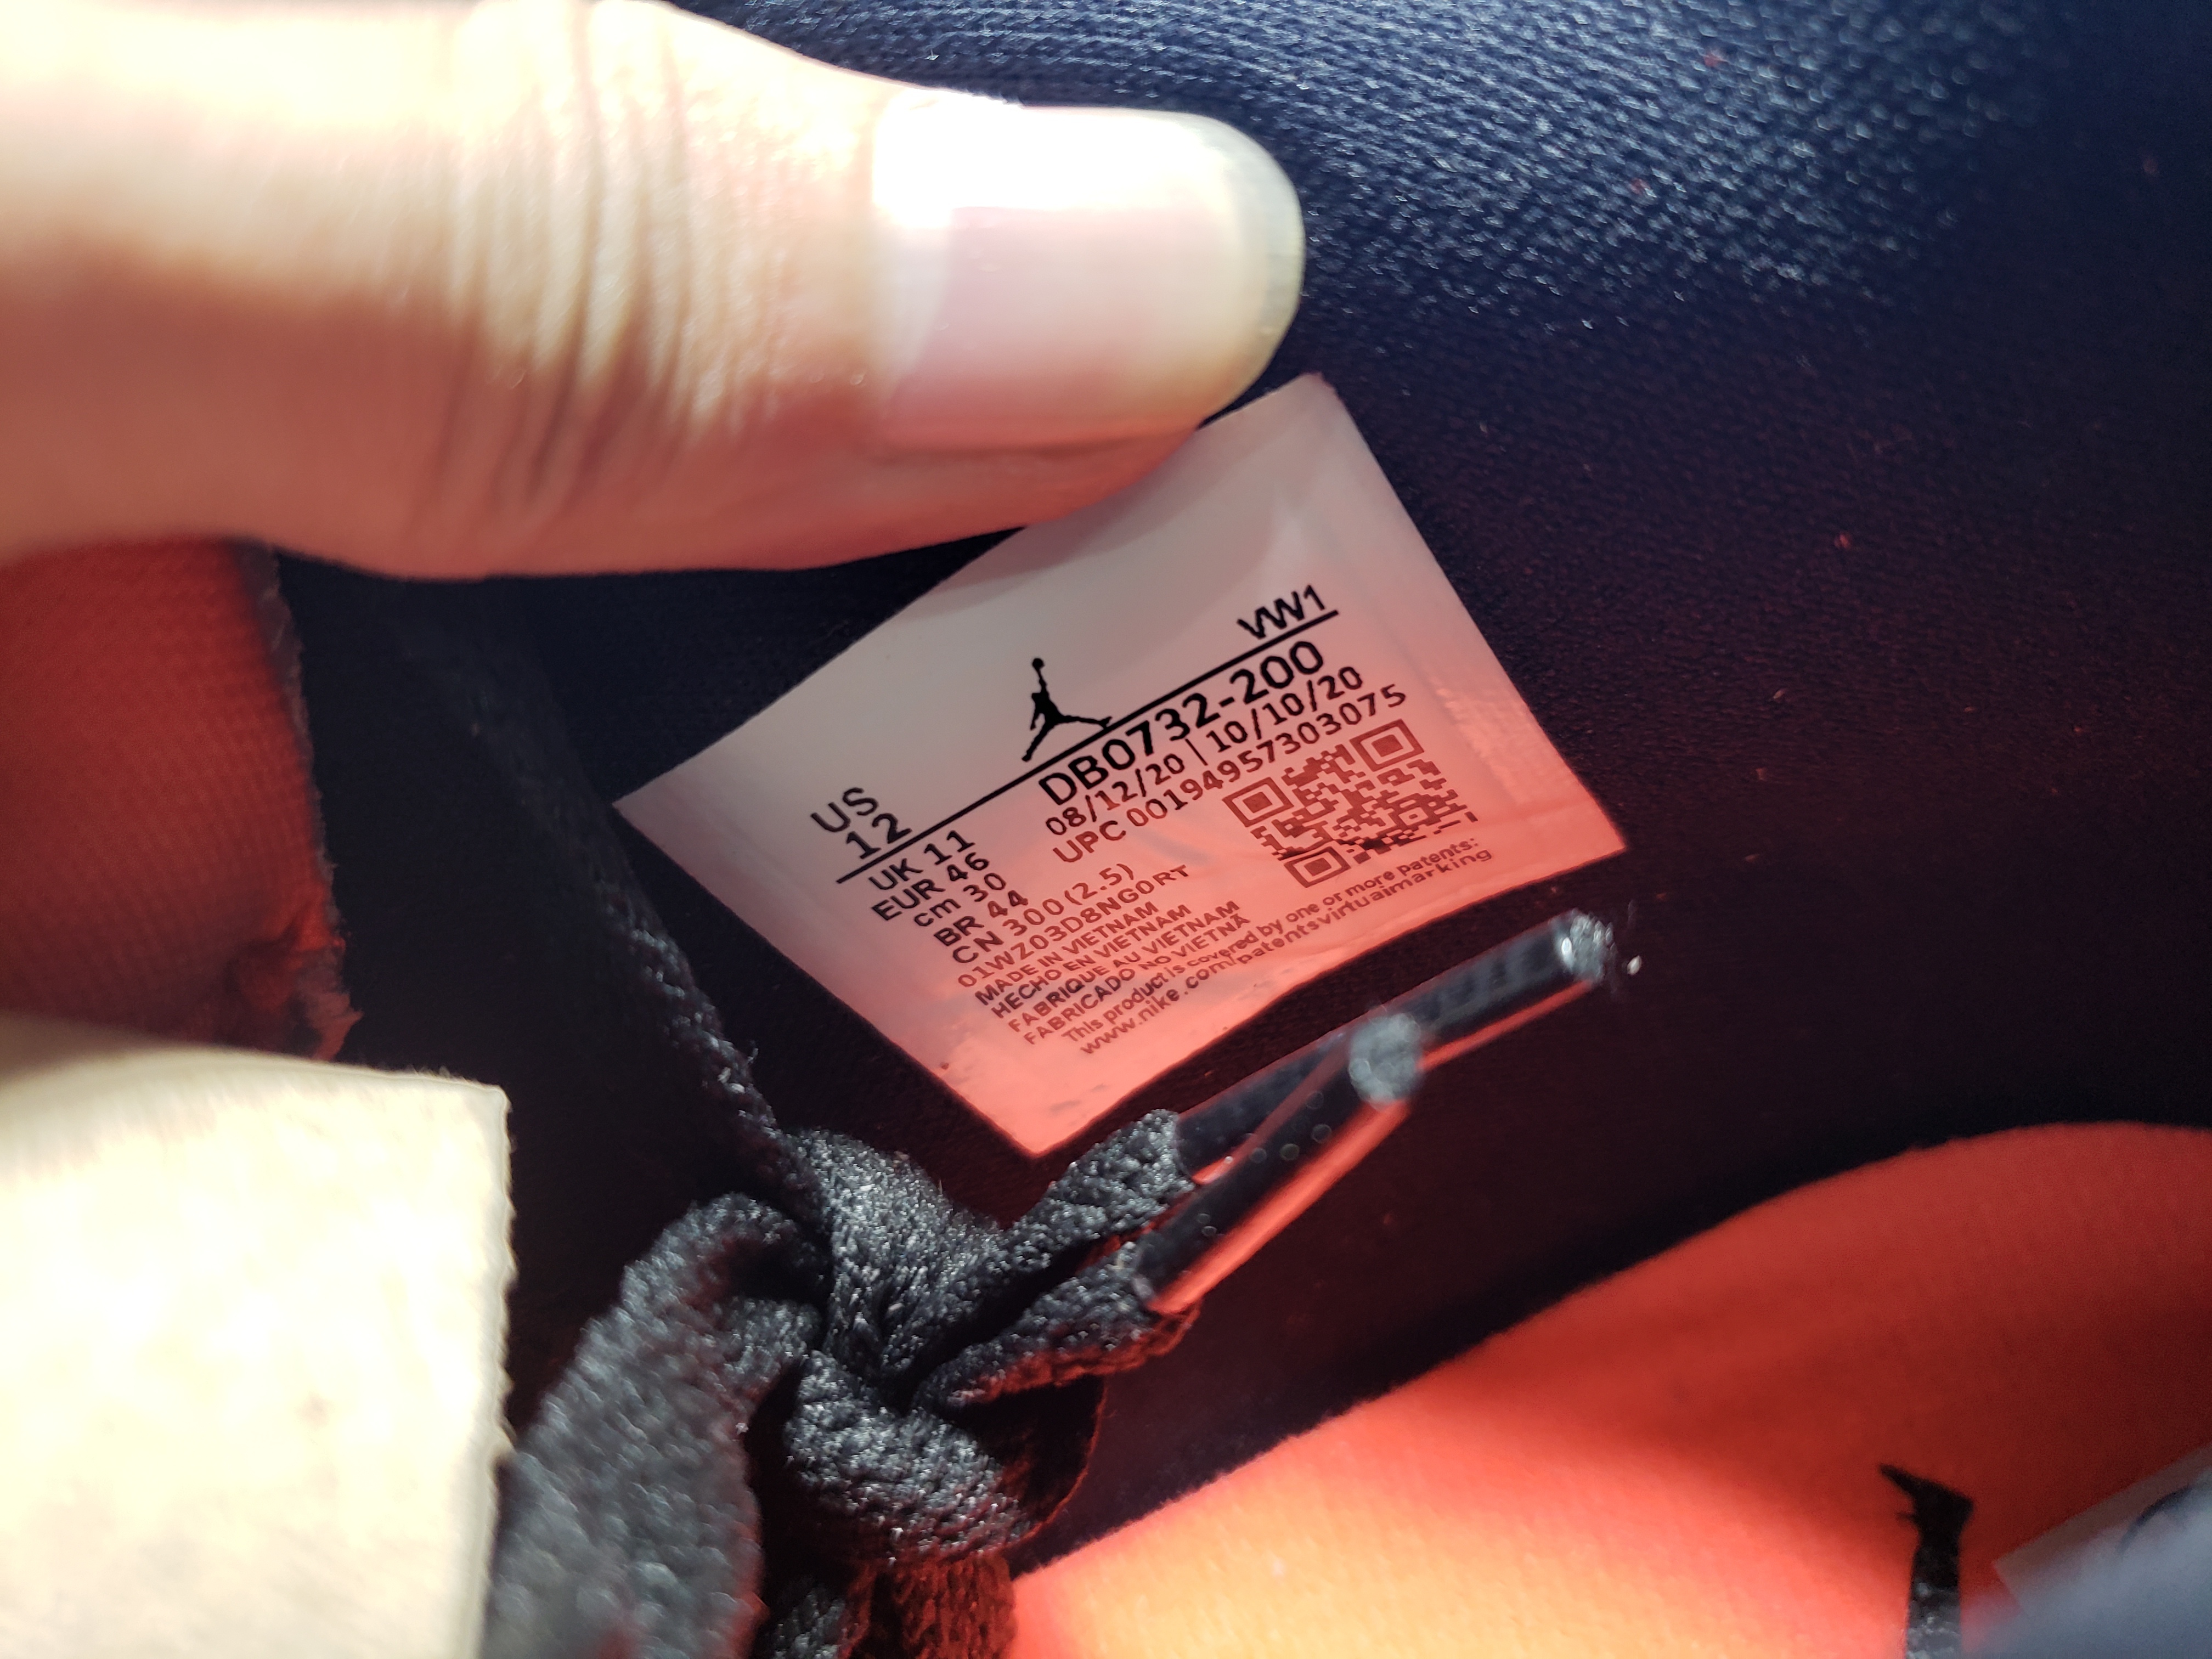 VW1
US
12
DB0732-200
08/12/20 | 10/10/20
UPC 00194957303075
UK 11
EUR 46
cm 30
BR 44
CN 300(2.5)
01WZ03D8NG0RT
MADE IN VIETNAM
HECHO EN VIETNAM
FABRIQUE AU VIETNAM
FABRICADO NO VIETNÃ
This product is covered by one or more patents:
www.nike.com/patentsvirtualmarking